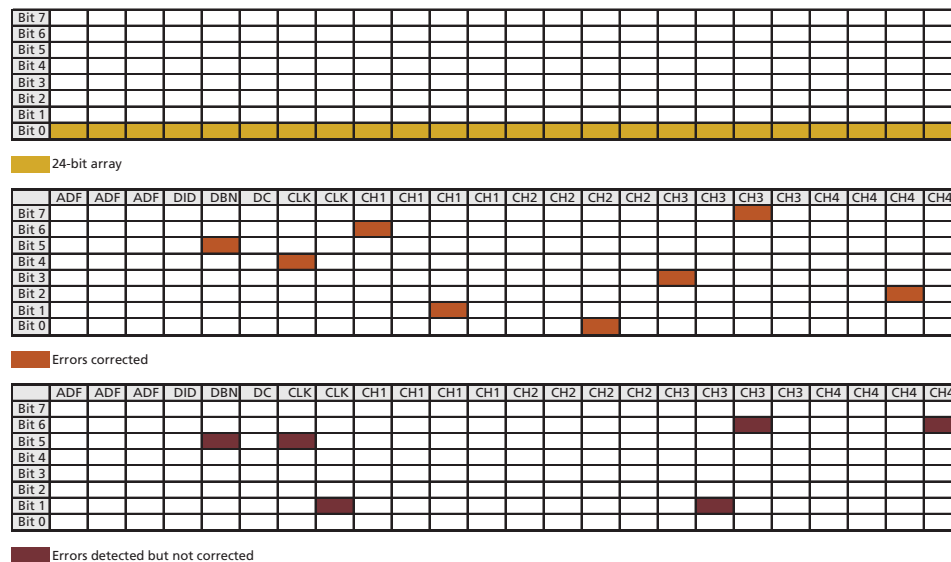 Bit 7
Bit 6
Bit 5
Bit 4
Bit 3
Bit 2
Bit 1
Bit 0
24-bit array
ADF ADF ADF DID DBN DC CLK CLK CH1 CH1 CH1 CH1 CH2 CH2 CH2 CH2 CH3 CH3 CH3 CH3 CH4 CH4 CH4 CH4
Bit 7
Bit 6
Bit 5
Bit 4
Bit 3
Bit 2
Bit 1
Bit 0
Errors corrected
ADF ADF ADF DID DBN DC CLK CLK CH1 CH1 CH1 CH1 CH2 CH2 CH2 CH2 CH3 CH3 CH3 CH3 CH4 CH4 CH4 CH4
Bit 7
Bit 6
Bit 5
Bit 4
Bit 3
Bit 2
Bit 1
Bit 0
Errors detected but not corrected